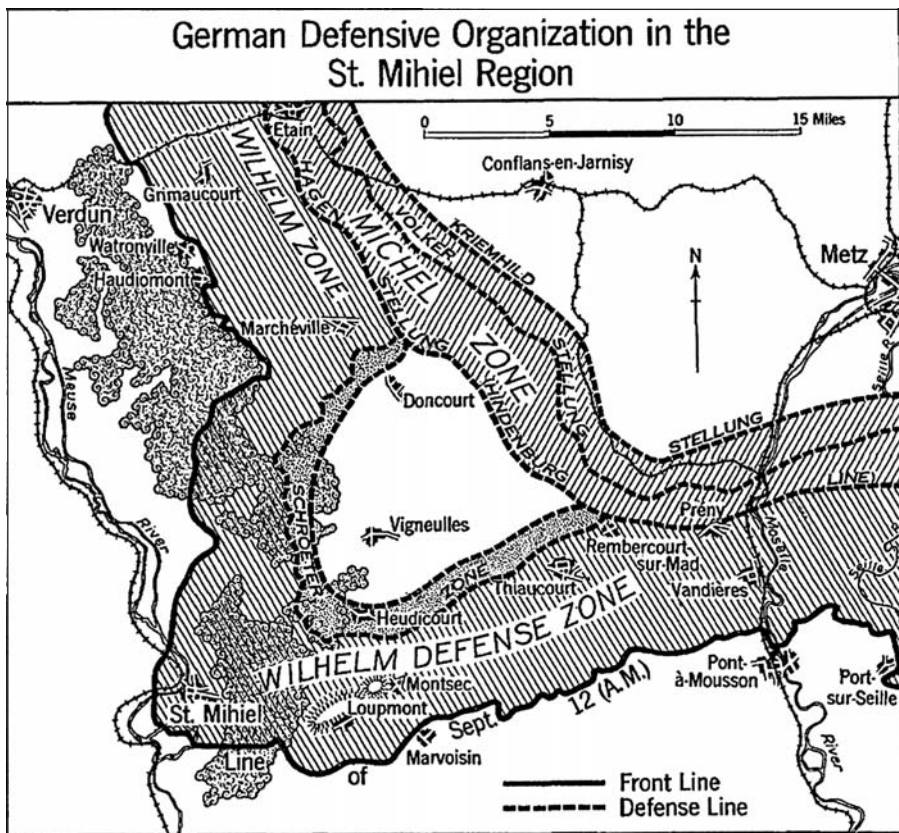 German Defensive Organization in the
St. Mihiel Region
0 5 10 15 Miles
Etain
Conflans-en-Jarnisy
Grimaucourt
WILHELM ZONE
HAGEN STELLUNG
MICHEL ZONE
VOLKER STELLUNG
KRIEMHILD STELLUNG
Verdun
Watronville
Haudiomont
Metz
N
Marchéville
Meuse
River
Doncourt
(HINDENBURG LINE)
Seille R.
SCHROETER ZONE
Vigneulles
Prény
Rembercourt-
sur-Mad
Moselle
River
Thiaucourt
Vandières
Heudicourt
WILHELM DEFENSE ZONE
Montsec
Loupmont
St. Mihiel
Pont-
à-Mousson
Port-
sur-Seille
Marvoisin
Line of Sept. 12 (A.M.)
Front Line
Defense Line